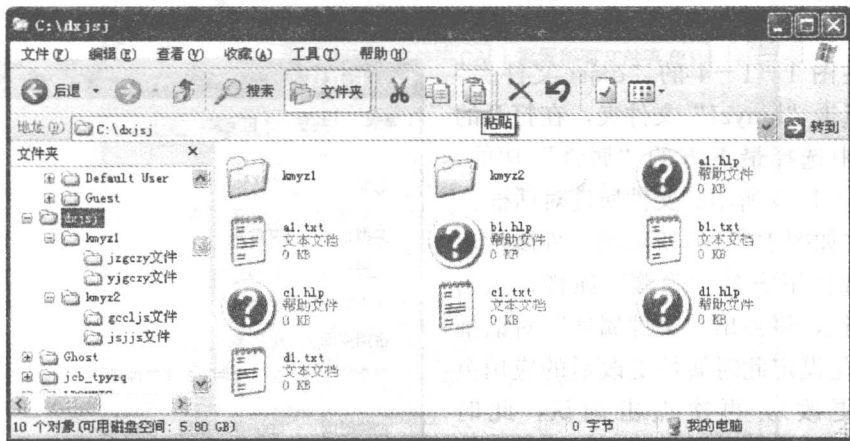 C:\dxjsj
文件(F) 编辑(E) 查看(V) 收藏(A) 工具(T) 帮助(H)
后退 搜索 文件夹
粘贴
地址(D) C:\dxjsj 转到
文件夹
Default User
Guest
dxjsj
kmyz1
jzgczy文件
yjgczy文件
kmyz2
gccljs文件
jsjjs文件
Ghost
jcb_tpyzq
kmyz1
kmyz2
a1.hlp
帮助文件
0 KB
a1.txt
文本文档
0 KB
b1.hlp
帮助文件
0 KB
b1.txt
文本文档
0 KB
c1.hlp
帮助文件
0 KB
c1.txt
文本文档
0 KB
d1.hlp
帮助文件
0 KB
d1.txt
文本文档
0 KB
10 个对象(可用磁盘空间: 5.80 GB) 0 字节 我的电脑